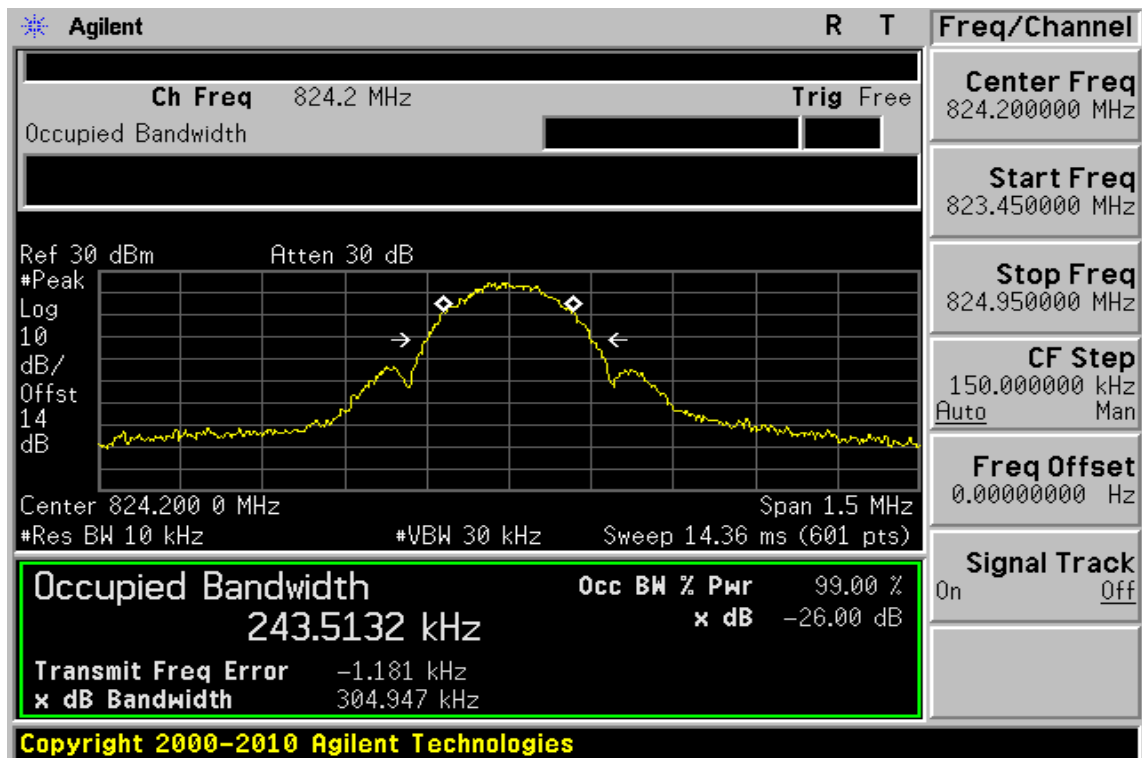 Agilent R T
Freq/Channel
Ch Freq 824.2 MHz Trig Free
Occupied Bandwidth
Center Freq
824.200000 MHz
Start Freq
823.450000 MHz
Stop Freq
824.950000 MHz
CF Step
150.000000 kHz
Auto Man
Freq Offset
0.00000000 Hz
Signal Track
On Off
Ref 30 dBm Atten 30 dB
#Peak
Log
10
dB/
Offst
14
dB
Center 824.200 0 MHz Span 1.5 MHz
#Res BW 10 kHz #VBW 30 kHz Sweep 14.36 ms (601 pts)
Occupied Bandwidth
243.5132 kHz
Occ BW % Pwr 99.00 %
x dB -26.00 dB
Transmit Freq Error -1.181 kHz
x dB Bandwidth 304.947 kHz
Copyright 2000-2010 Agilent Technologies